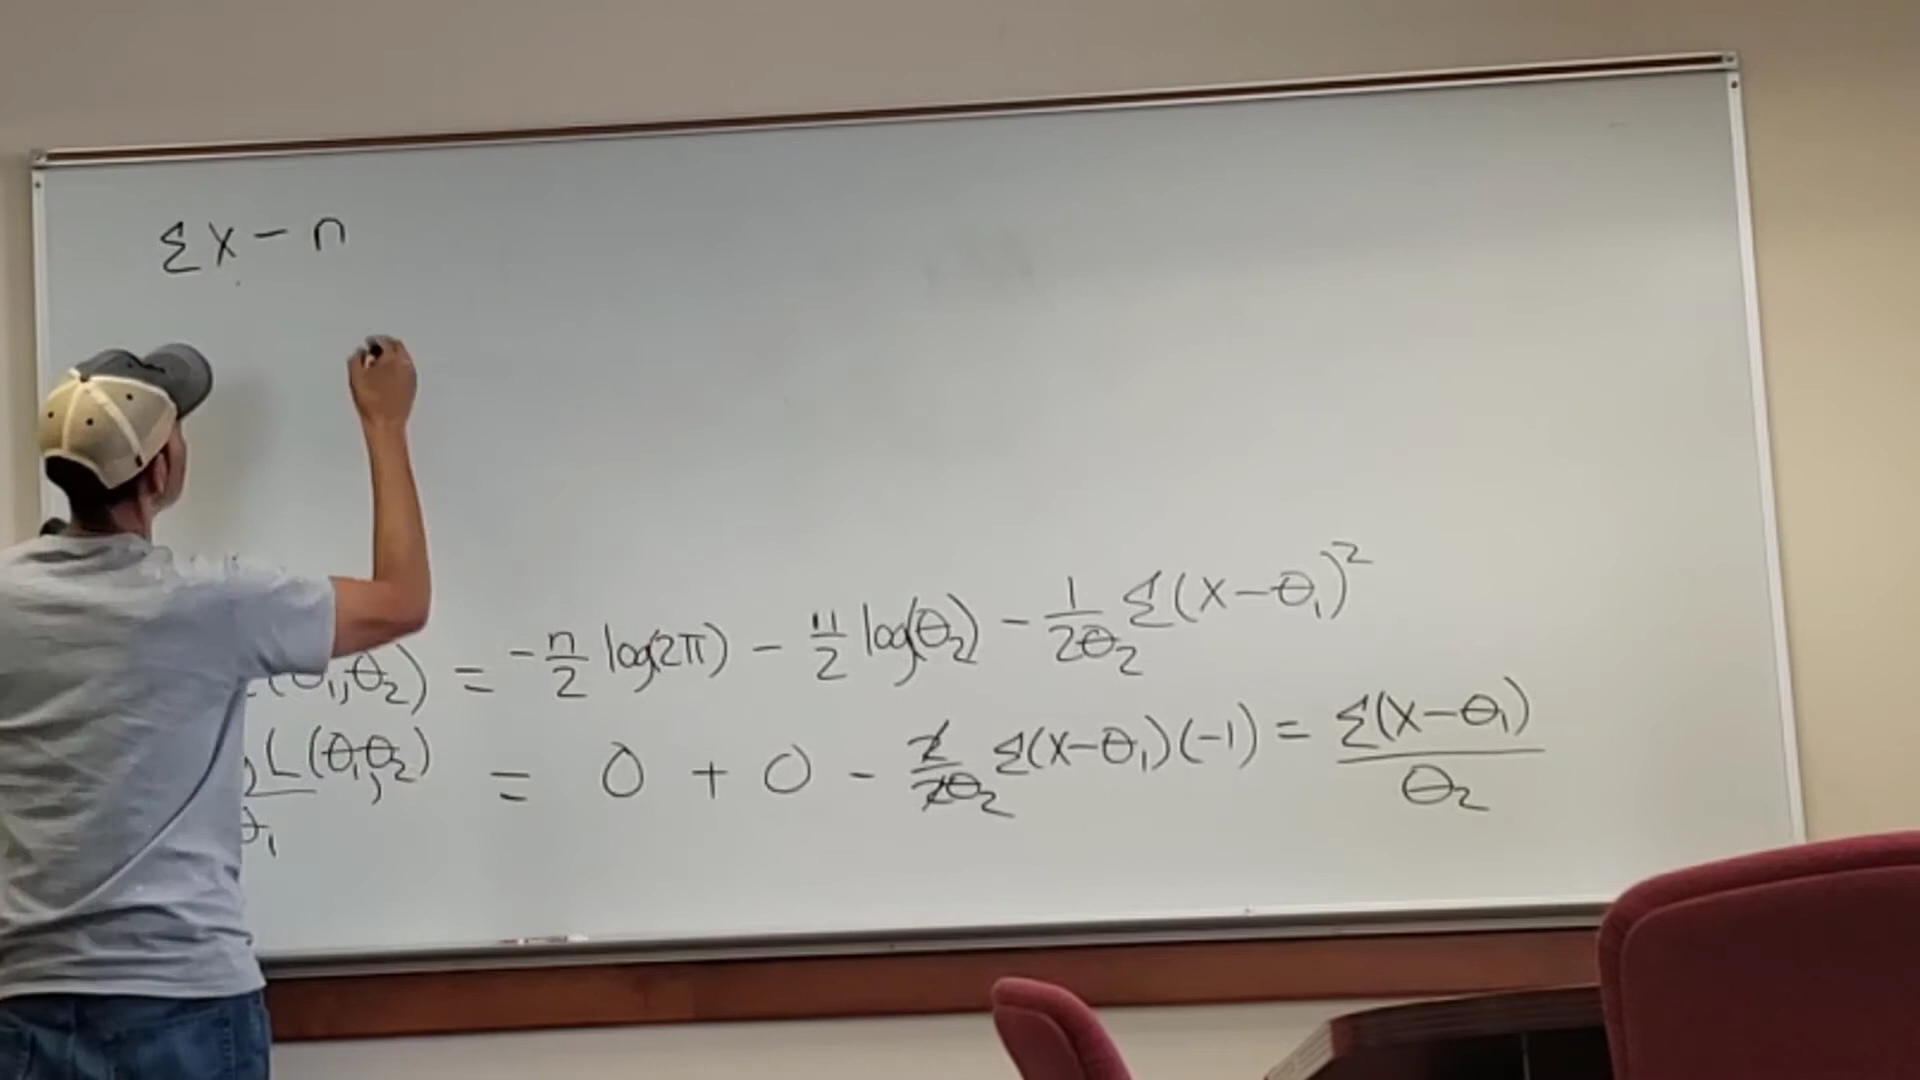 Σx - n
(θ₁,θ₂) = -n/2 log(2π) - n/2 log(θ₂) - 1/2θ₂ Σ(x-θ₁)²
L(θ₁,θ₂)/θ₁ = 0 + 0 - 2/2θ₂ Σ(x-θ₁)(-1) = Σ(x-θ₁)/θ₂